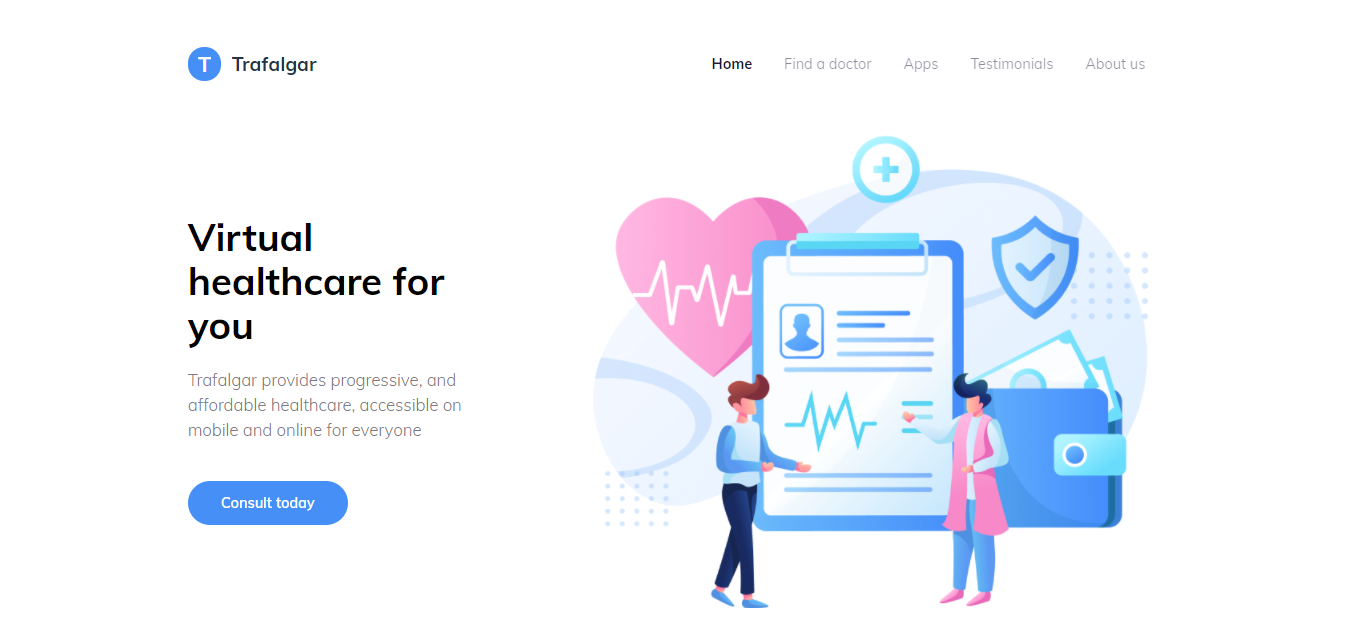 T Trafalgar
Home Find a doctor Apps Testimonials About us
Virtual
healthcare for
you
Trafalgar provides progressive, and
affordable healthcare, accessible on
mobile and online for everyone
Consult today